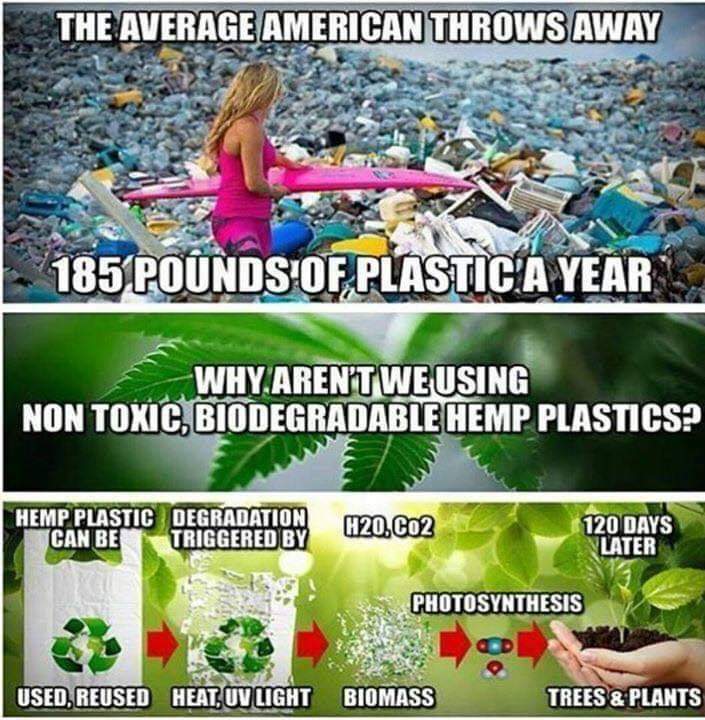 THE AVERAGE AMERICAN THROWS AWAY
185 POUNDS OF PLASTIC A YEAR
WHY AREN'T WE USING
NON TOXIC, BIODEGRADABLE HEMP PLASTICS?
HEMP PLASTIC
CAN BE
DEGRADATION
TRIGGERED BY
H2O, Co2
120 DAYS
LATER
PHOTOSYNTHESIS
USED, REUSED
HEAT, UV LIGHT
BIOMASS
TREES & PLANTS